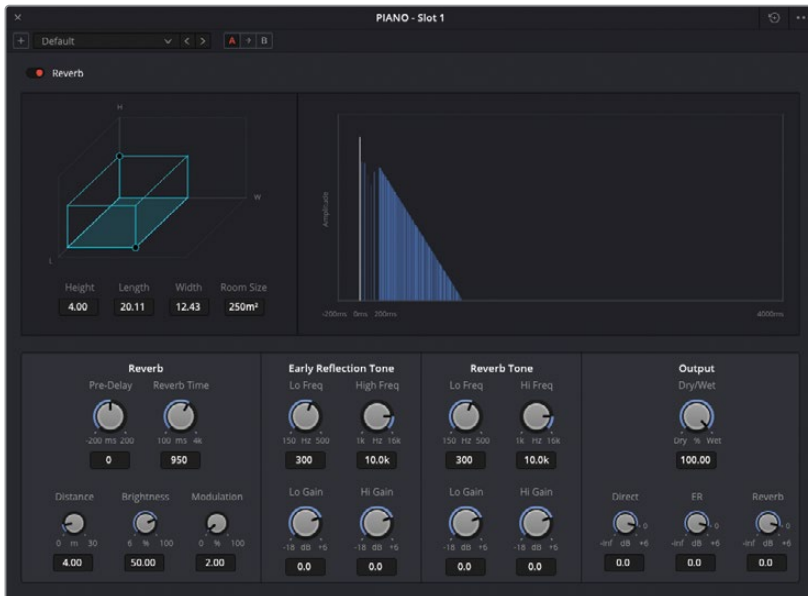 PIANO - Slot 1
Default
A
B
Reverb
H
W
L
Height Length Width Room Size
4.00 20.11 12.43 250m²
Amplitude
-200ms 0ms 200ms 4000ms
Reverb
Pre-Delay Reverb Time
-200 ms 200 100 ms 4k
0 950
Distance Brightness Modulation
0 m 30 6 % 100 0 % 100
4.00 50.00 2.00
Early Reflection Tone
Lo Freq High Freq
150 Hz 500 1k Hz 16k
300 10.0k
Lo Gain Hi Gain
-18 dB +6 -18 dB +6
0.0 0.0
Reverb Tone
Lo Freq Hi Freq
150 Hz 500 1k Hz 16k
300 10.0k
Lo Gain Hi Gain
-18 dB +6 -18 dB +6
0.0 0.0
Output
Dry/Wet
Dry % Wet
100.00
Direct ER Reverb
0 0 0
-Inf dB +6 -Inf dB +6 -Inf dB +6
0.0 0.0 0.0